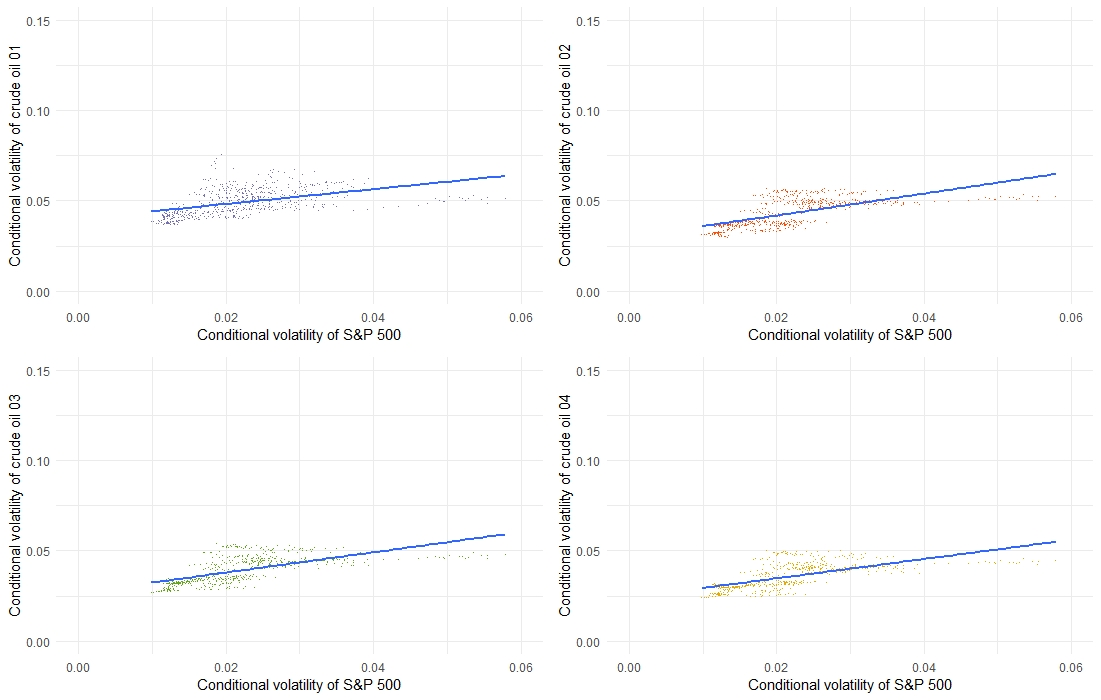 0.15
0.10
0.05
0.00
Conditional volatility of crude oil 01
0.00 0.02 0.04 0.06
Conditional volatility of S&P 500
0.15
0.10
0.05
0.00
Conditional volatility of crude oil 02
0.00 0.02 0.04 0.06
Conditional volatility of S&P 500
0.15
0.10
0.05
0.00
Conditional volatility of crude oil 03
0.00 0.02 0.04 0.06
Conditional volatility of S&P 500
0.15
0.10
0.05
0.00
Conditional volatility of crude oil 04
0.00 0.02 0.04 0.06
Conditional volatility of S&P 500